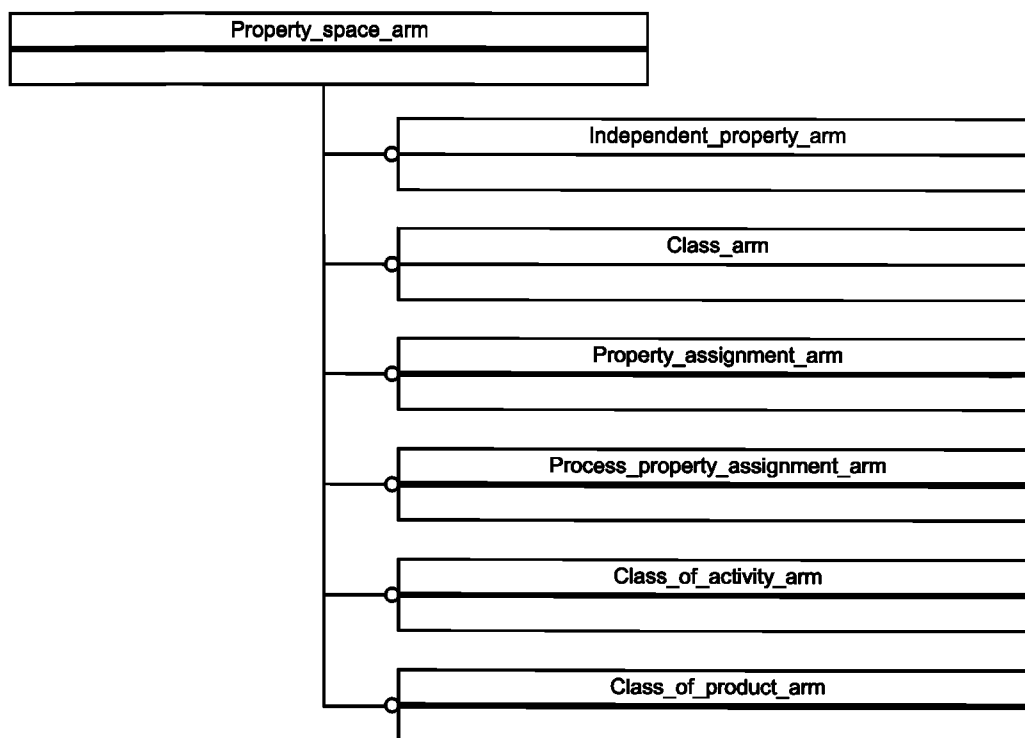 Property_space_arm
Independent_property_arm
Class_arm
Property_assignment_arm
Process_property_assignment_arm
Class_of_activity_arm
Class_of_product_arm